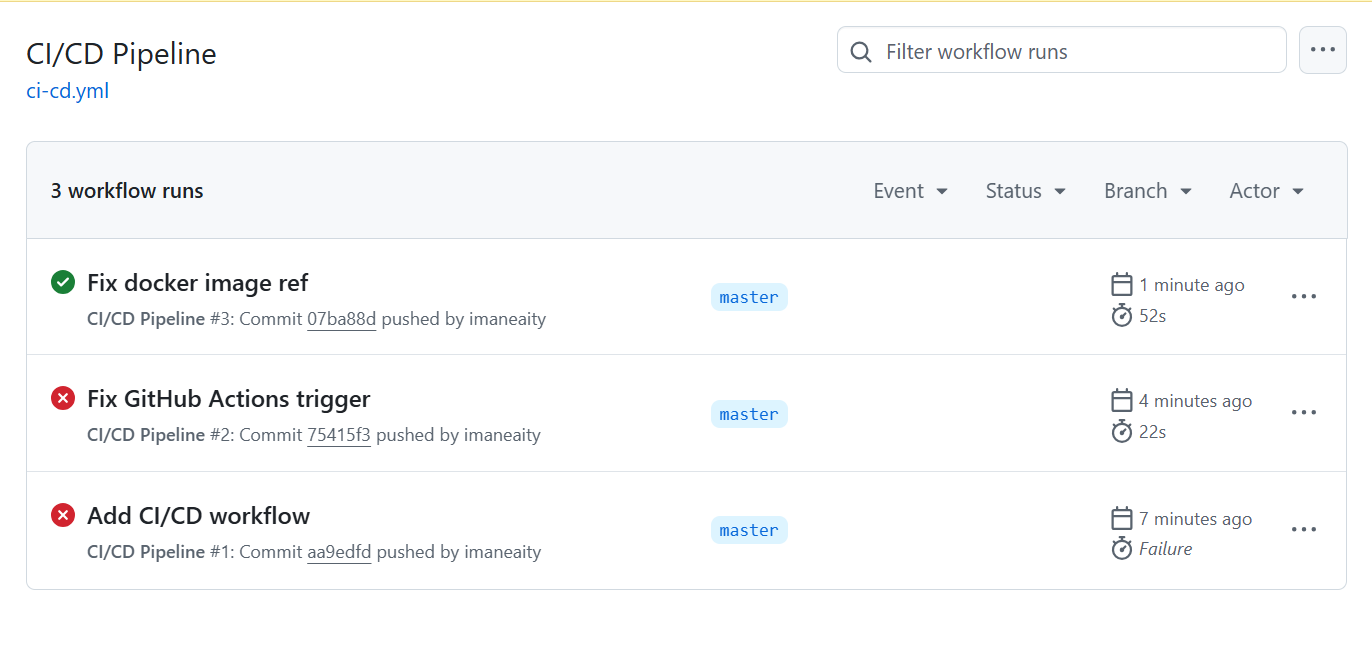 CI/CD Pipeline
Filter workflow runs
ci-cd.yml
3 workflow runs
Event
Status
Branch
Actor
Fix docker image ref
CI/CD Pipeline #3: Commit 07ba88d pushed by imaneaity
master
1 minute ago
52s
Fix GitHub Actions trigger
CI/CD Pipeline #2: Commit 75415f3 pushed by imaneaity
master
4 minutes ago
22s
Add CI/CD workflow
CI/CD Pipeline #1: Commit aa9edfd pushed by imaneaity
master
7 minutes ago
Failure